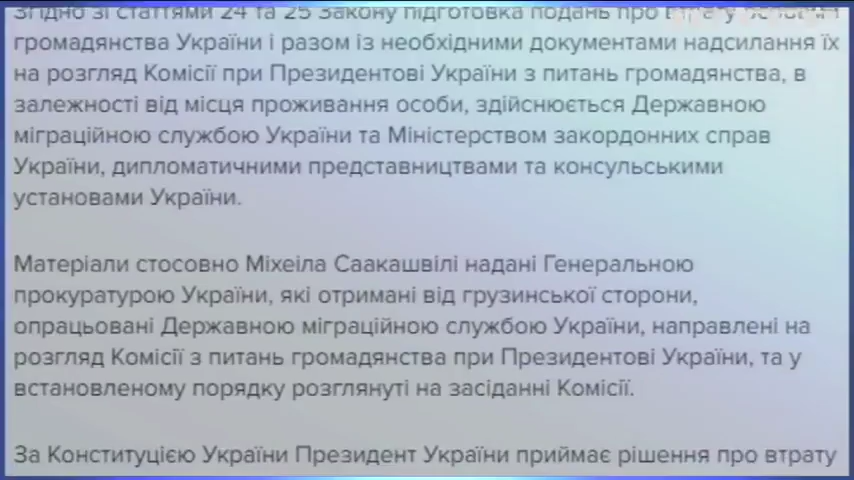 Згідно зі статтями 24 та 25 Закону підготовка подань про втрату
громадянства України і разом із необхідними документами надсилання їх
на розгляд Комісії при Президентові України з питань громадянства, в
залежності від місця проживання особи, здійснюється Державною
міграційною службою України та Міністерством закордонних справ
України, дипломатичними представництвами та консульськими
установами України.
Матеріали стосовно Міхеіла Саакашвілі надані Генеральною
прокуратурою України, які отримані від грузинської сторони,
опрацьовані Державною міграційною службою України, направлені на
розгляд Комісії з питань громадянства при Президентові України, та у
встановленому порядку розглянуті на засіданні Комісії.
За Конституцією України Президент України приймає рішення про втрату